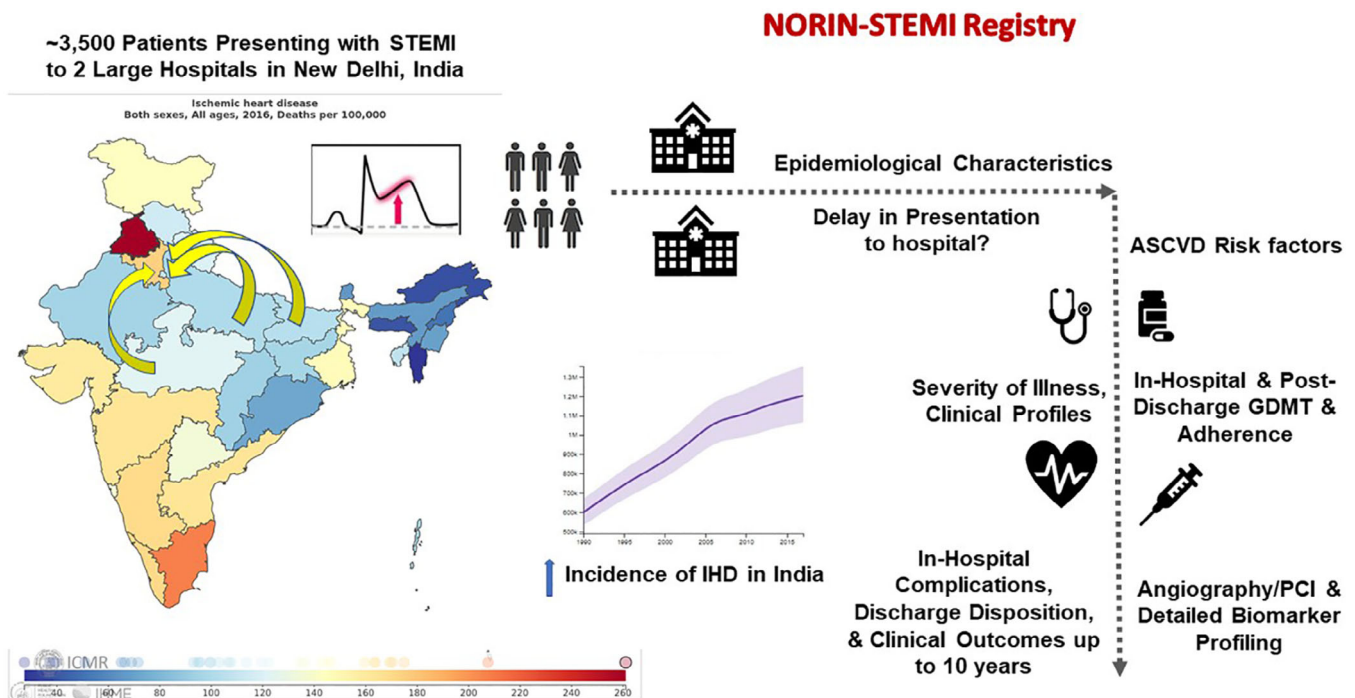 NORIN-STEMI Registry
~3,500 Patients Presenting with STEMI
to 2 Large Hospitals in New Delhi, India
Ischemic heart disease
Both sexes, All ages, 2016, Deaths per 100,000
Epidemiological Characteristics
Delay in Presentation
to hospital?
ASCVD Risk factors
Severity of Illness,
Clinical Profiles
In-Hospital & Post-
Discharge GDMT &
Adherence
1.2M
1.1M
1M
900k
800k
700k
600k
500k
1990
1995
2000
2005
2010
2015
Incidence of IHD in India
In-Hospital
Complications,
Discharge Disposition,
& Clinical Outcomes up
to 10 years
Angiography/PCI &
Detailed Biomarker
Profiling
ICMR
40
60
80
100
120
140
160
180
200
220
240
260
IHME